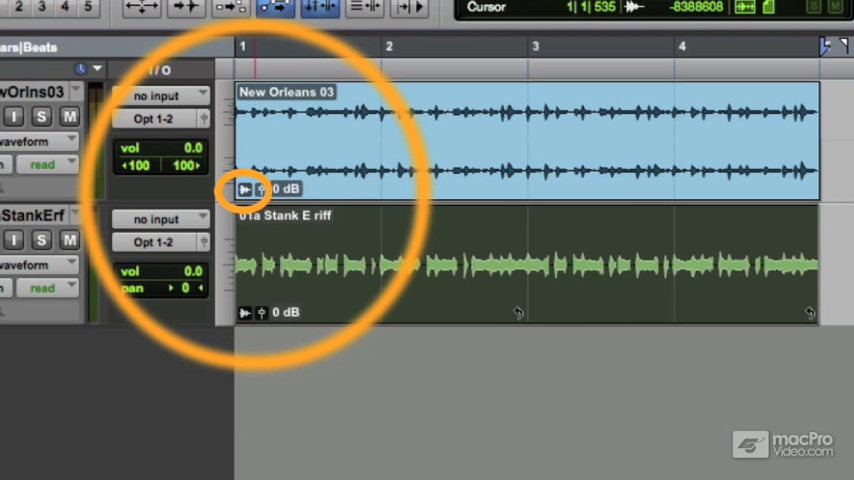 2 3 4 5
Cursor 1| 1| 535 -8388608
S M
ars|Beats
1 2 3 4
I / O
wOrlns03
no input
New Orleans 03
I S M
Opt 1-2
waveform
vol 0.0
read
100 100
0 dB
aStankErf
no input
01a Stank E riff
I S M
Opt 1-2
waveform
vol 0.0
read
pan 0
0 dB
macPro
Video.com